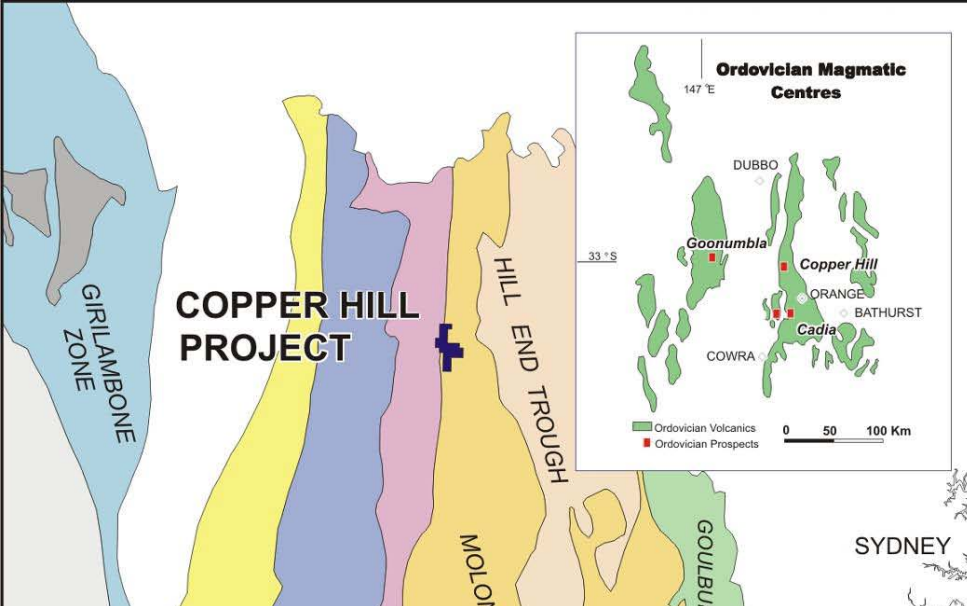 Ordovician Magmatic
Centres
147 °E
DUBBO
Goonumbla
33 ° S
Copper Hill
ORANGE
BATHURST
Cadia
COWRA
Ordovician Volcanics
Ordovician Prospects
0 50 100 Km
COPPER HILL
PROJECT
GIRILAMBONE
ZONE
HILL END TROUGH
MOLON
GOULBU
SYDNEY